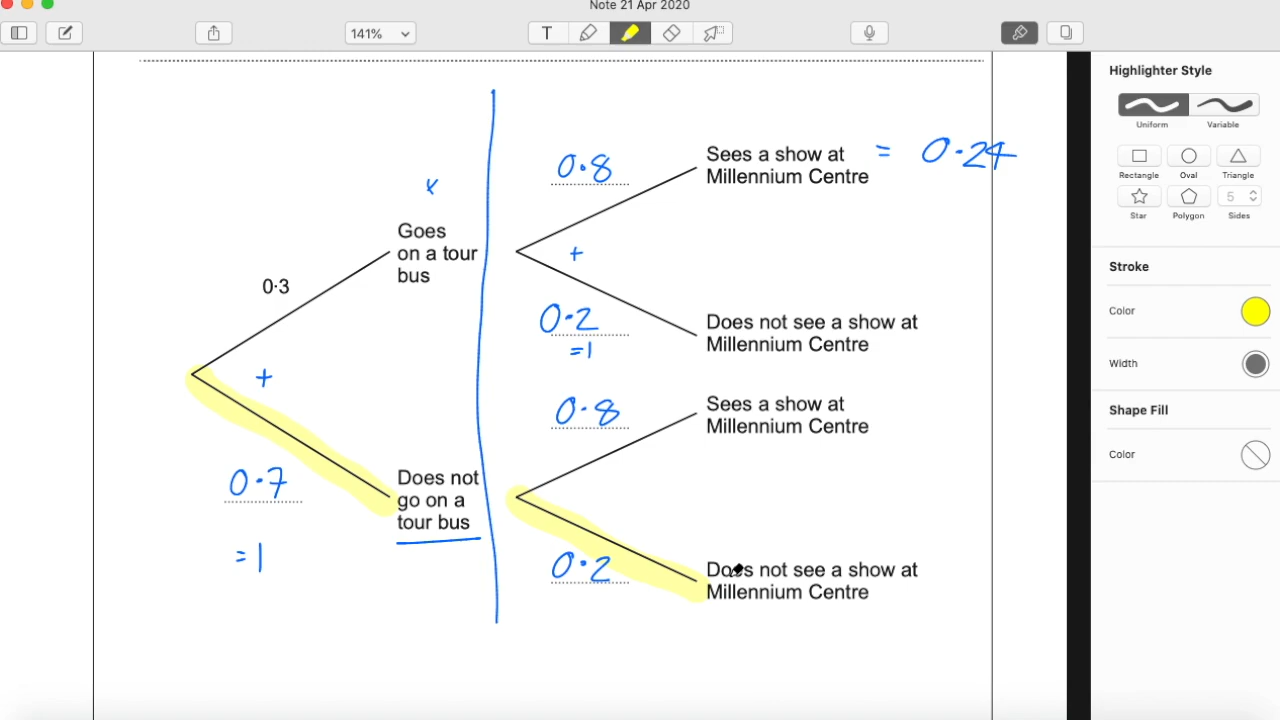 Note 21 Apr 2020
141%
T
Highlighter Style
Uniform
Variable
Rectangle
Oval
Triangle
Star
Polygon
5
Sides
Stroke
Color
Width
Shape Fill
Color
0.8
Sees a show at
Millennium Centre
= 0.24
x
Goes
on a tour
bus
+
0·3
0.2
=1
Does not see a show at
Millennium Centre
+
0.8
Sees a show at
Millennium Centre
0.7
Does not
go on a
tour bus
=1
0.2
Does not see a show at
Millennium Centre